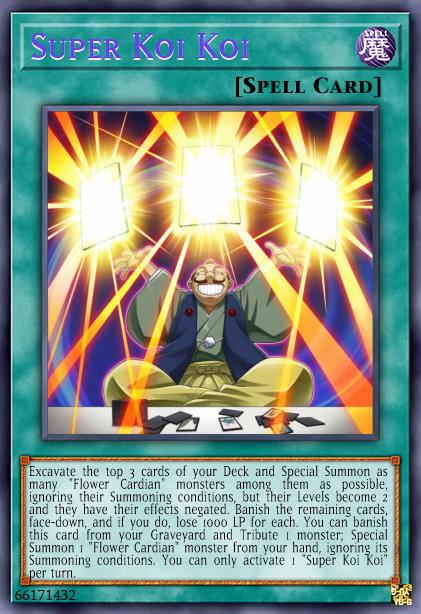 Super Koi Koi
SPELL
魔
[Spell Card]
Excavate the top 3 cards of your Deck and Special Summon as
many "Flower Cardian" monsters among them as possible,
ignoring their Summoning conditions, but their Levels become 2
and they have their effects negated. Banish the remaining cards,
face-down, and if you do, lose 1000 LP for each. You can banish
this card from your Graveyard and Tribute 1 monster; Special
Summon 1 "Flower Cardian" monster from your hand, ignoring its
Summoning conditions. You can only activate 1 "Super Koi Koi"
per turn.
66171432